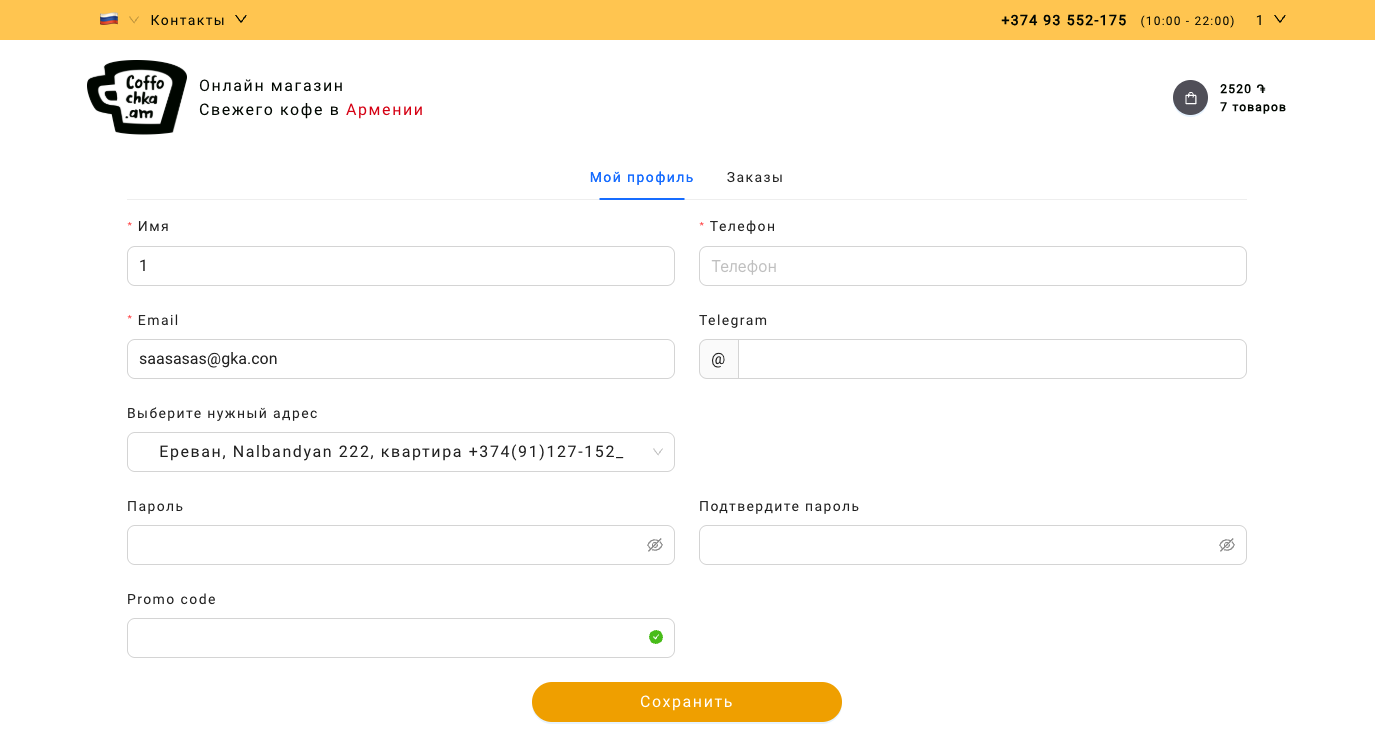 Контакты
+374 93 552-175 (10:00 - 22:00) 1
Coffo
chka
.am
Онлайн магазин
Свежего кофе в Армении
2520 ֏
7 товаров
Мой профиль Заказы
* Имя
1
* Телефон
Телефон
* Email
saasasas@gka.con
Telegram
@
Выберите нужный адрес
Ереван, Nalbandyan 222, квартира +374(91)127-152_
Пароль
Подтвердите пароль
Promo code
Сохранить